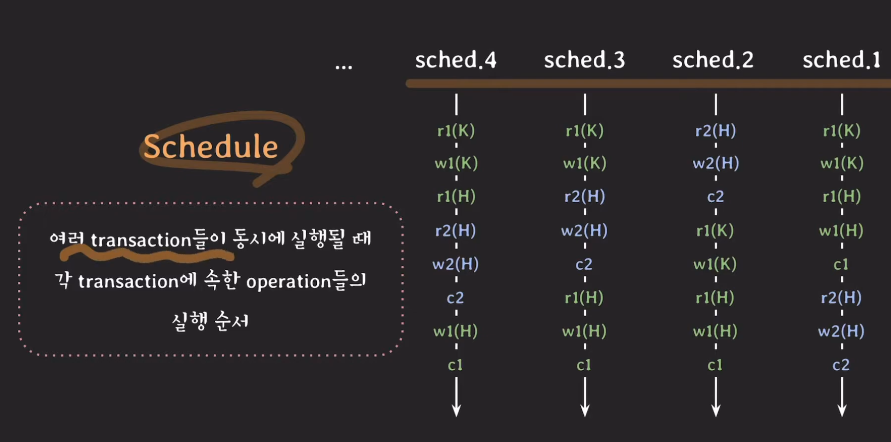 ... sched.4 sched.3 sched.2 sched.1
Schedule
여러 transaction들이 동시에 실행될 때
각 transaction에 속한 operation들의
실행 순서
r1(K) r1(K) r2(H) r1(K)
w1(K) w1(K) w2(H) w1(K)
r1(H) r2(H) c2 r1(H)
r2(H) w2(H) r1(K) w1(H)
w2(H) c2 w1(K) c1
c2 r1(H) r1(H) r2(H)
w1(H) w1(H) w1(H) w2(H)
c1 c1 c1 c2